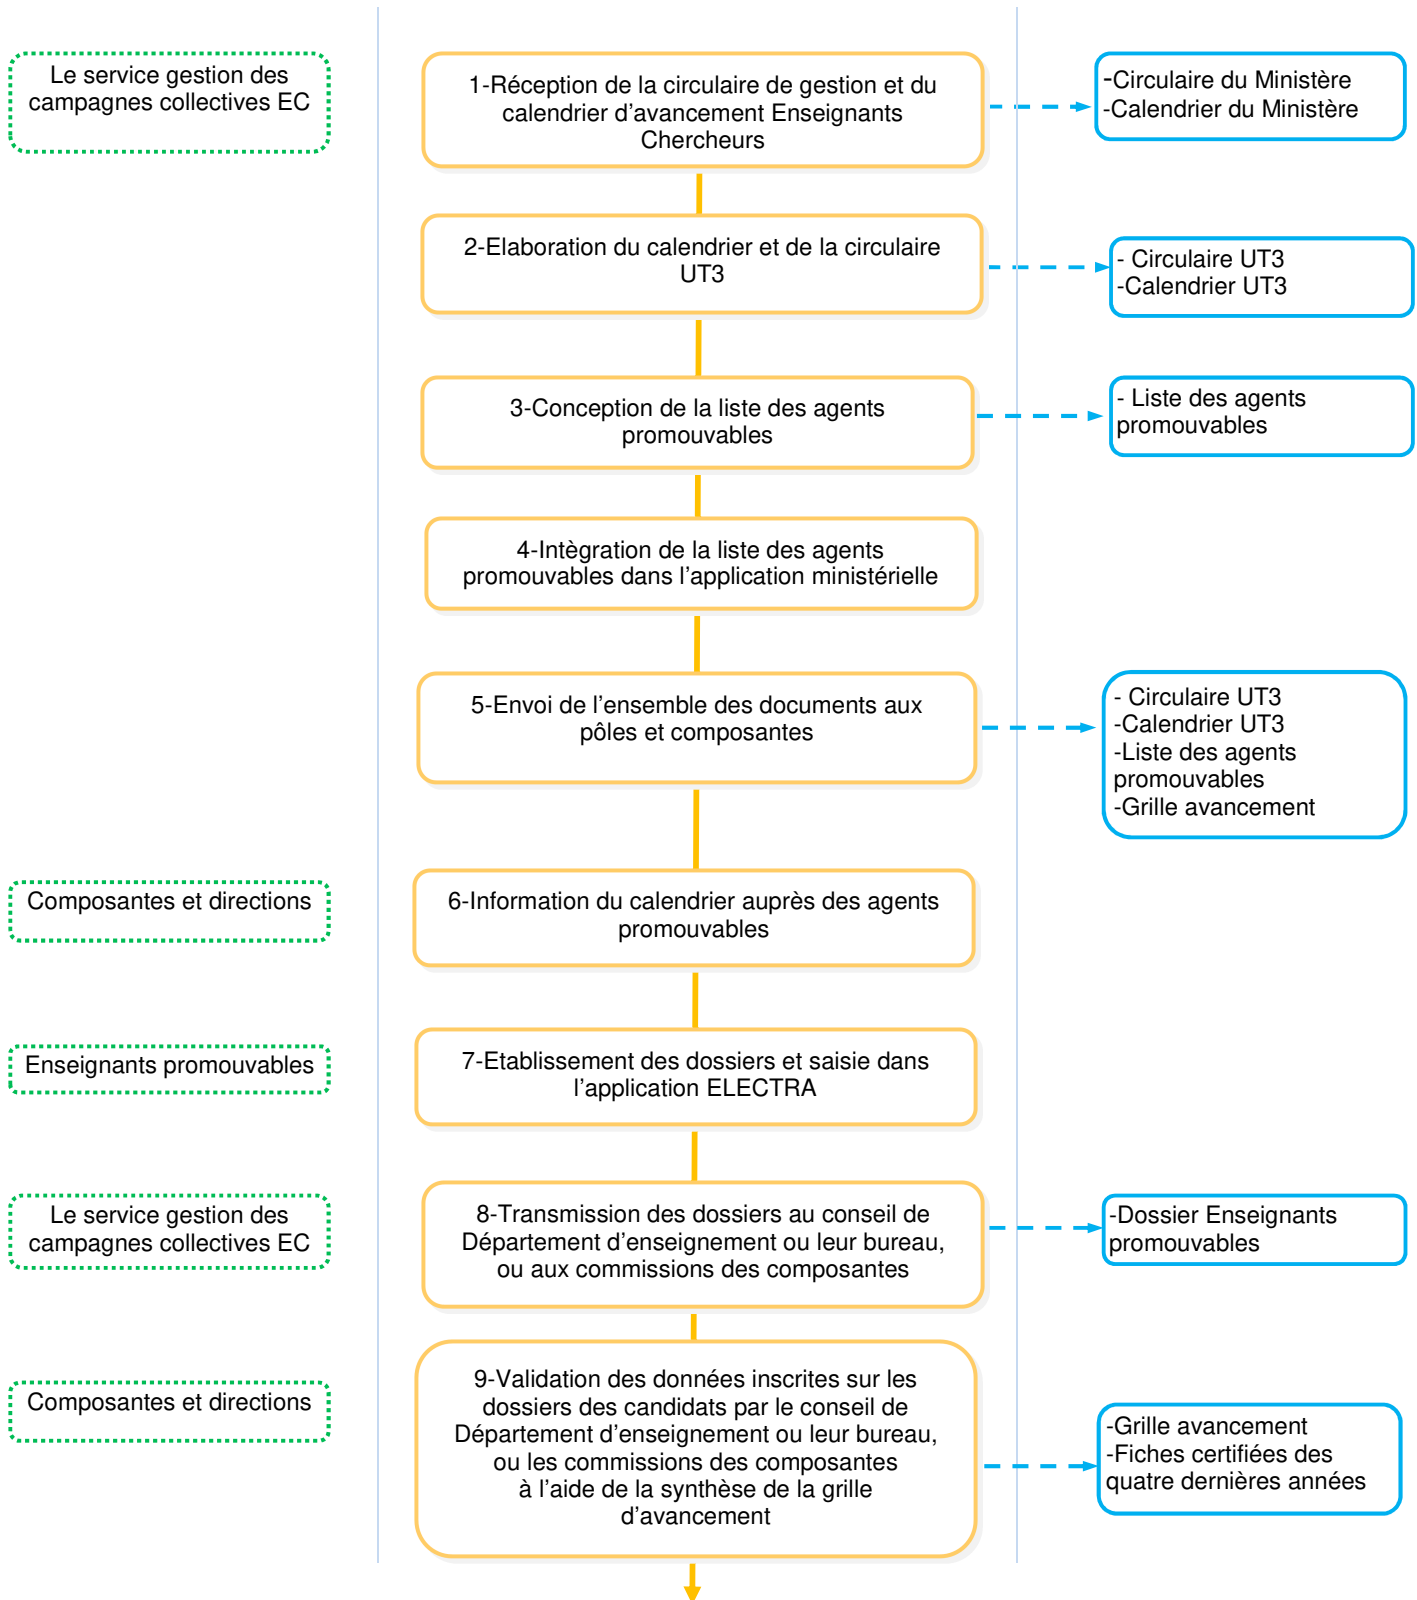 Le service gestion des
campagnes collectives EC
1-Réception de la circulaire de gestion et du
calendrier d’avancement Enseignants
Chercheurs
-Circulaire du Ministère
-Calendrier du Ministère
2-Elaboration du calendrier et de la circulaire
UT3
- Circulaire UT3
-Calendrier UT3
3-Conception de la liste des agents
promouvables
- Liste des agents
promouvables
4-Intègration de la liste des agents
promouvables dans l’application ministérielle
5-Envoi de l’ensemble des documents aux
pôles et composantes
- Circulaire UT3
-Calendrier UT3
-Liste des agents
promouvables
-Grille avancement
Composantes et directions
6-Information du calendrier auprès des agents
promouvables
Enseignants promouvables
7-Etablissement des dossiers et saisie dans
l’application ELECTRA
Le service gestion des
campagnes collectives EC
8-Transmission des dossiers au conseil de
Département d’enseignement ou leur bureau,
ou aux commissions des composantes
-Dossier Enseignants
promouvables
Composantes et directions
9-Validation des données inscrites sur les
dossiers des candidats par le conseil de
Département d’enseignement ou leur bureau,
ou les commissions des composantes
à l’aide de la synthèse de la grille
d’avancement
-Grille avancement
-Fiches certifiées des
quatre dernières années